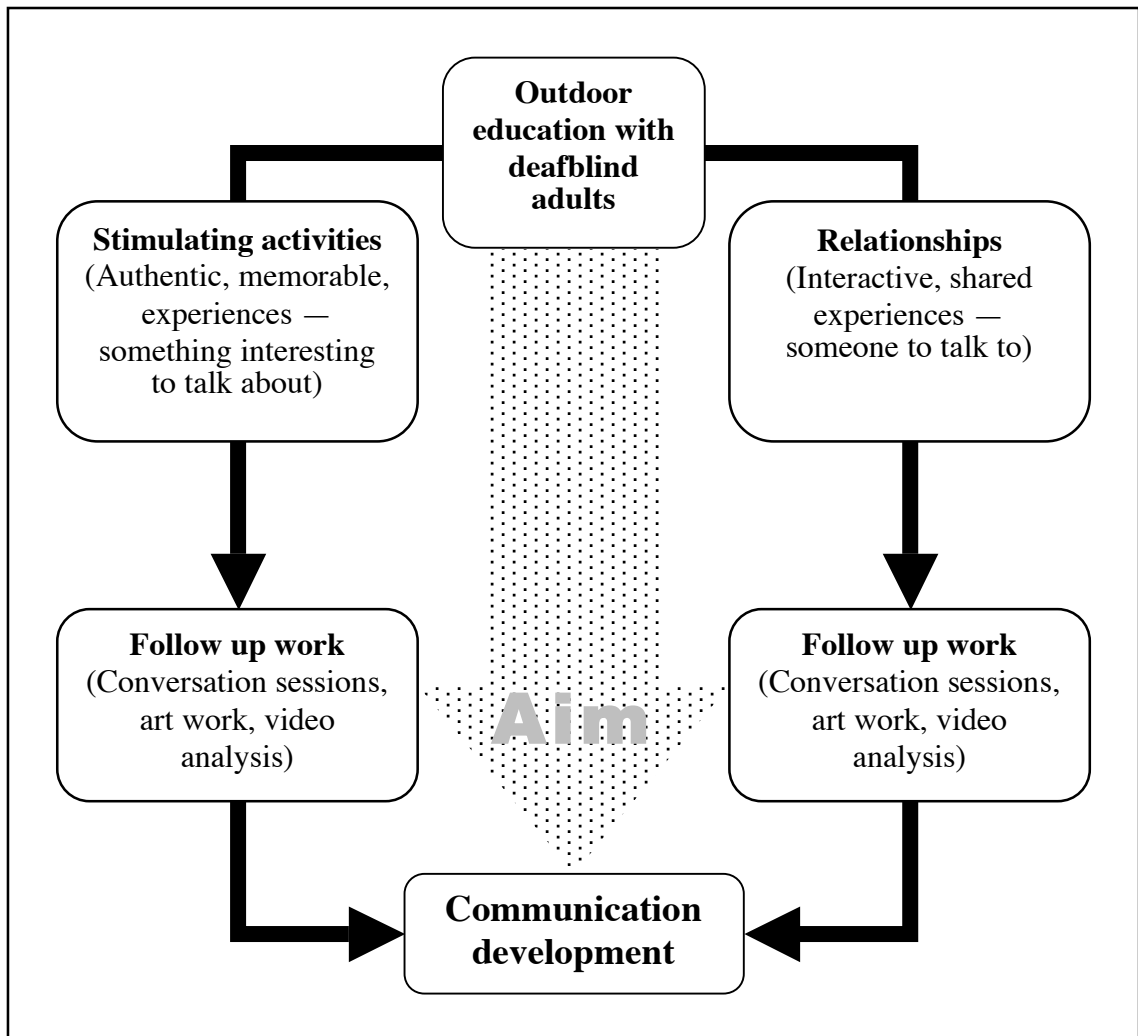 Outdoor
education with
deafblind
adults
Stimulating activities
(Authentic, memorable,
experiences —
something interesting
to talk about)
Relationships
(Interactive, shared
experiences —
someone to talk to)
Follow up work
(Conversation sessions,
art work, video
analysis)
Aim
Follow up work
(Conversation sessions,
art work, video
analysis)
Communication
development